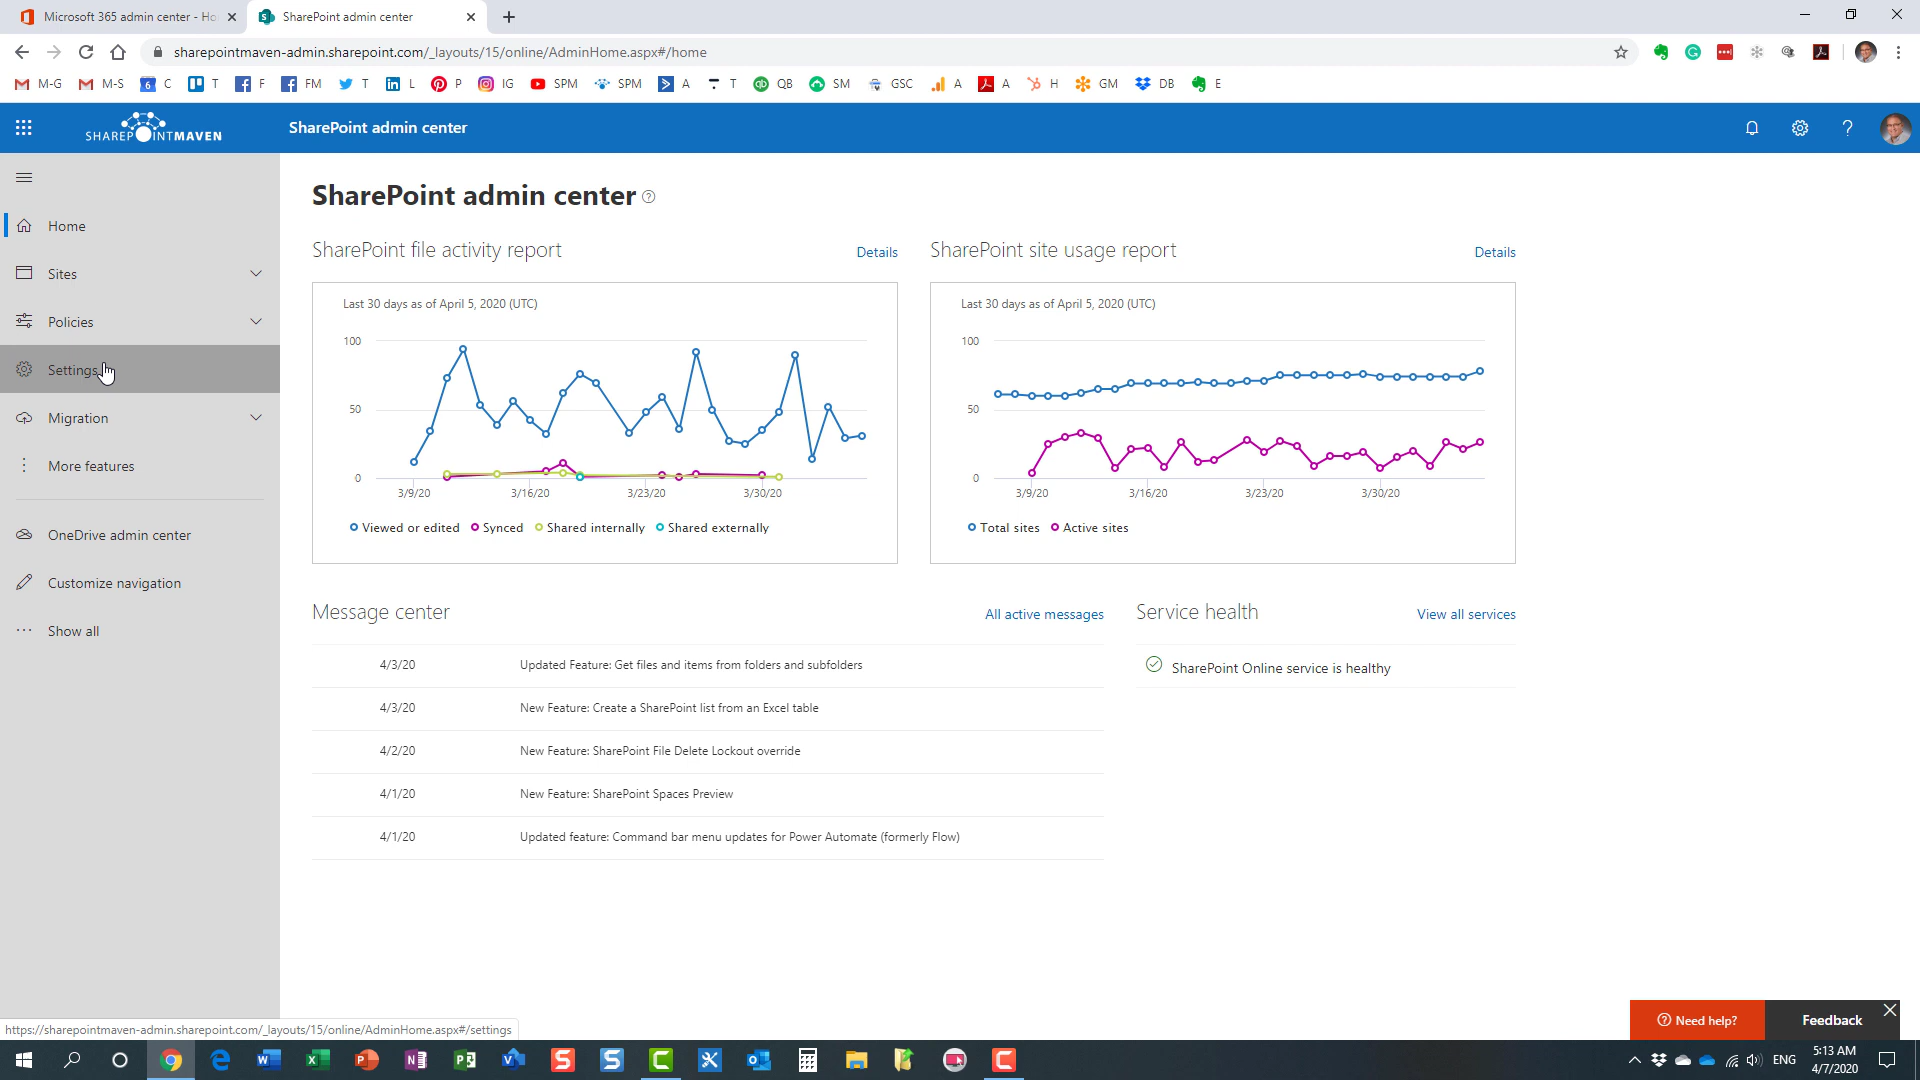 Microsoft 365 admin center - Ho
SharePoint admin center
sharepointmaven-admin.sharepoint.com/_layouts/15/online/AdminHome.aspx#/home
M-G M-S C T F FM T L P IG SPM SPM A T QB SM GSC A A H GM DB E
SHAREPOINTMAVEN
SharePoint admin center
Home
Sites
Policies
Settings
Migration
More features
OneDrive admin center
Customize navigation
Show all
SharePoint admin center
SharePoint file activity report
Details
Last 30 days as of April 5, 2020 (UTC)
100
50
0
3/9/20 3/16/20 3/23/20 3/30/20
Viewed or edited Synced Shared internally Shared externally
SharePoint site usage report
Details
Last 30 days as of April 5, 2020 (UTC)
100
50
0
3/9/20 3/16/20 3/23/20 3/30/20
Total sites Active sites
Message center
All active messages
4/3/20 Updated Feature: Get files and items from folders and subfolders
4/3/20 New Feature: Create a SharePoint list from an Excel table
4/2/20 New Feature: SharePoint File Delete Lockout override
4/1/20 New Feature: SharePoint Spaces Preview
4/1/20 Updated feature: Command bar menu updates for Power Automate (formerly Flow)
Service health
View all services
SharePoint Online service is healthy
Need help?
Feedback
https://sharepointmaven-admin.sharepoint.com/_layouts/15/online/AdminHome.aspx#/settings
ENG
5:13 AM
4/7/2020